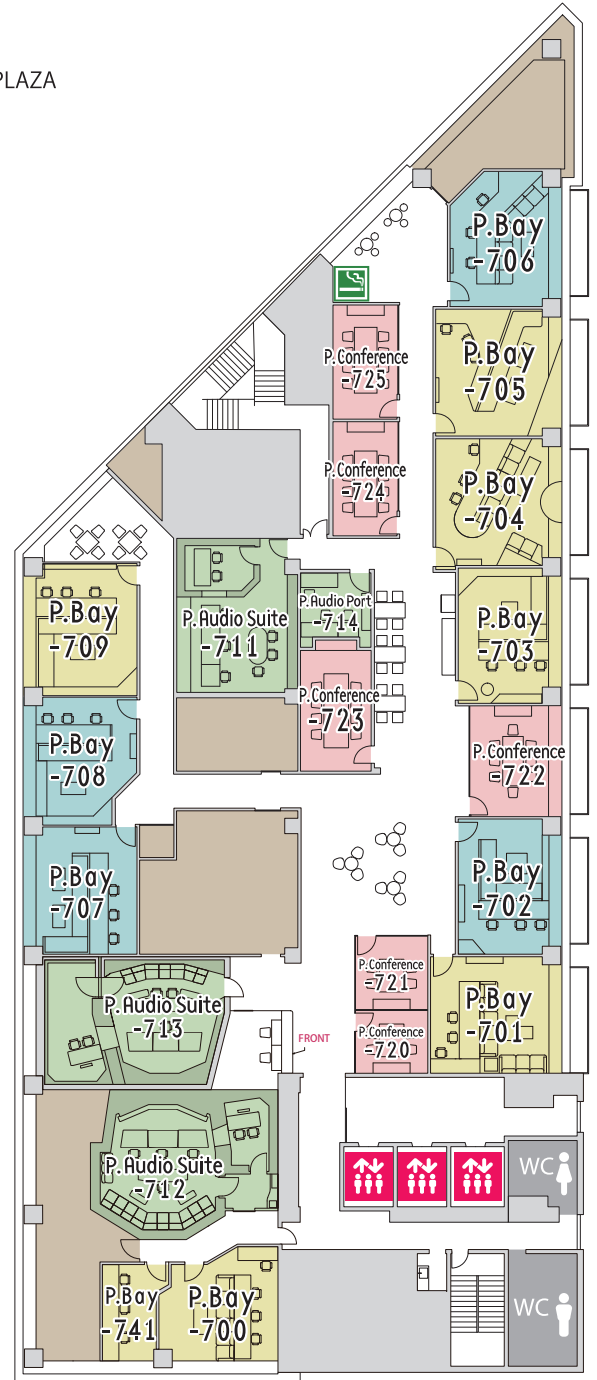 PLAZA
P.Bay
-706
P. Conference
-725
P.Bay
-705
P. Conference
-724
P.Bay
-704
P.Bay
-709
P. Audio Suite
-711
P. Audio Port
-714
P.Bay
-703
P. Conference
-723
P.Bay
-708
P. Conference
-722
P.Bay
-707
P.Bay
-702
P. Conference
-721
P. Audio Suite
-713
P.Bay
-701
P. Conference
-720
FRONT
P. Audio Suite
-712
WC
P.Bay
-741
P.Bay
-700
WC